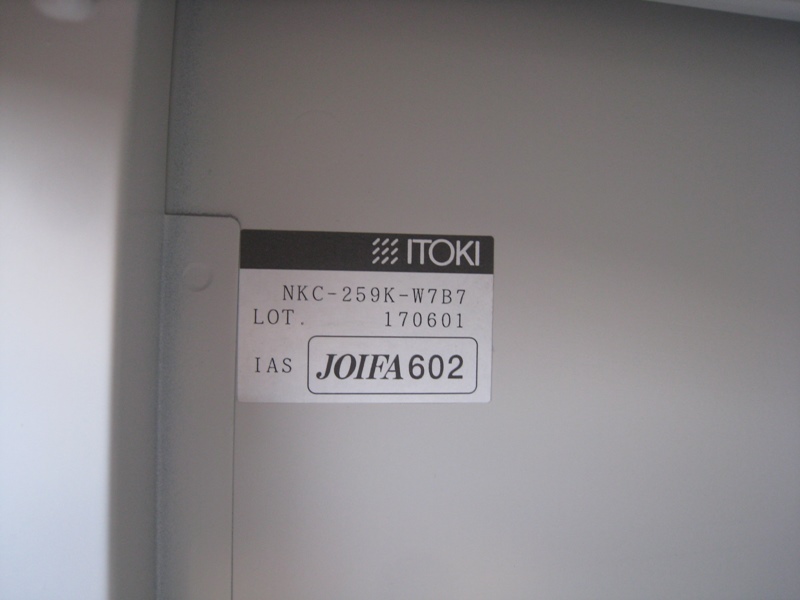 ITOKI
NKC-259K-W7B7
LOT. 170601
IAS JOIFA602